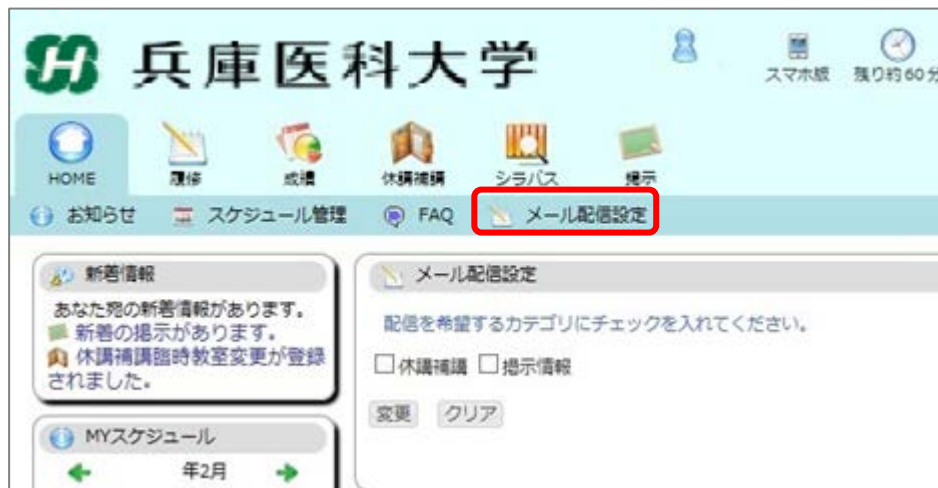 兵庫医科大学
スマホ版 残り約60分
HOME 履修 成績 休講補講 シラバス 掲示
お知らせ スケジュール管理 FAQ メール配信設定
新着情報
あなた宛の新着情報があります。
新着の掲示があります。
休講補講臨時教室変更が登録
されました。
MYスケジュール
年2月
メール配信設定
配信を希望するカテゴリにチェックを入れてください。
休講補講 掲示情報
変更 クリア